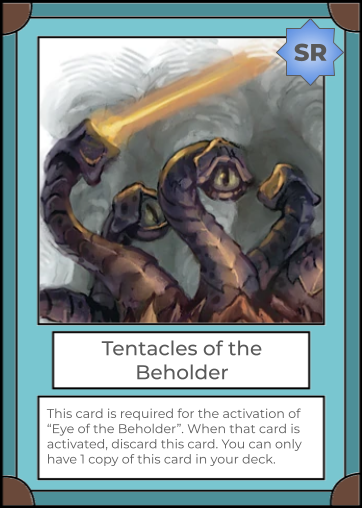 SR
Tentacles of the
Beholder
This card is required for the activation of
“Eye of the Beholder”. When that card is
activated, discard this card. You can only
have 1 copy of this card in your deck.